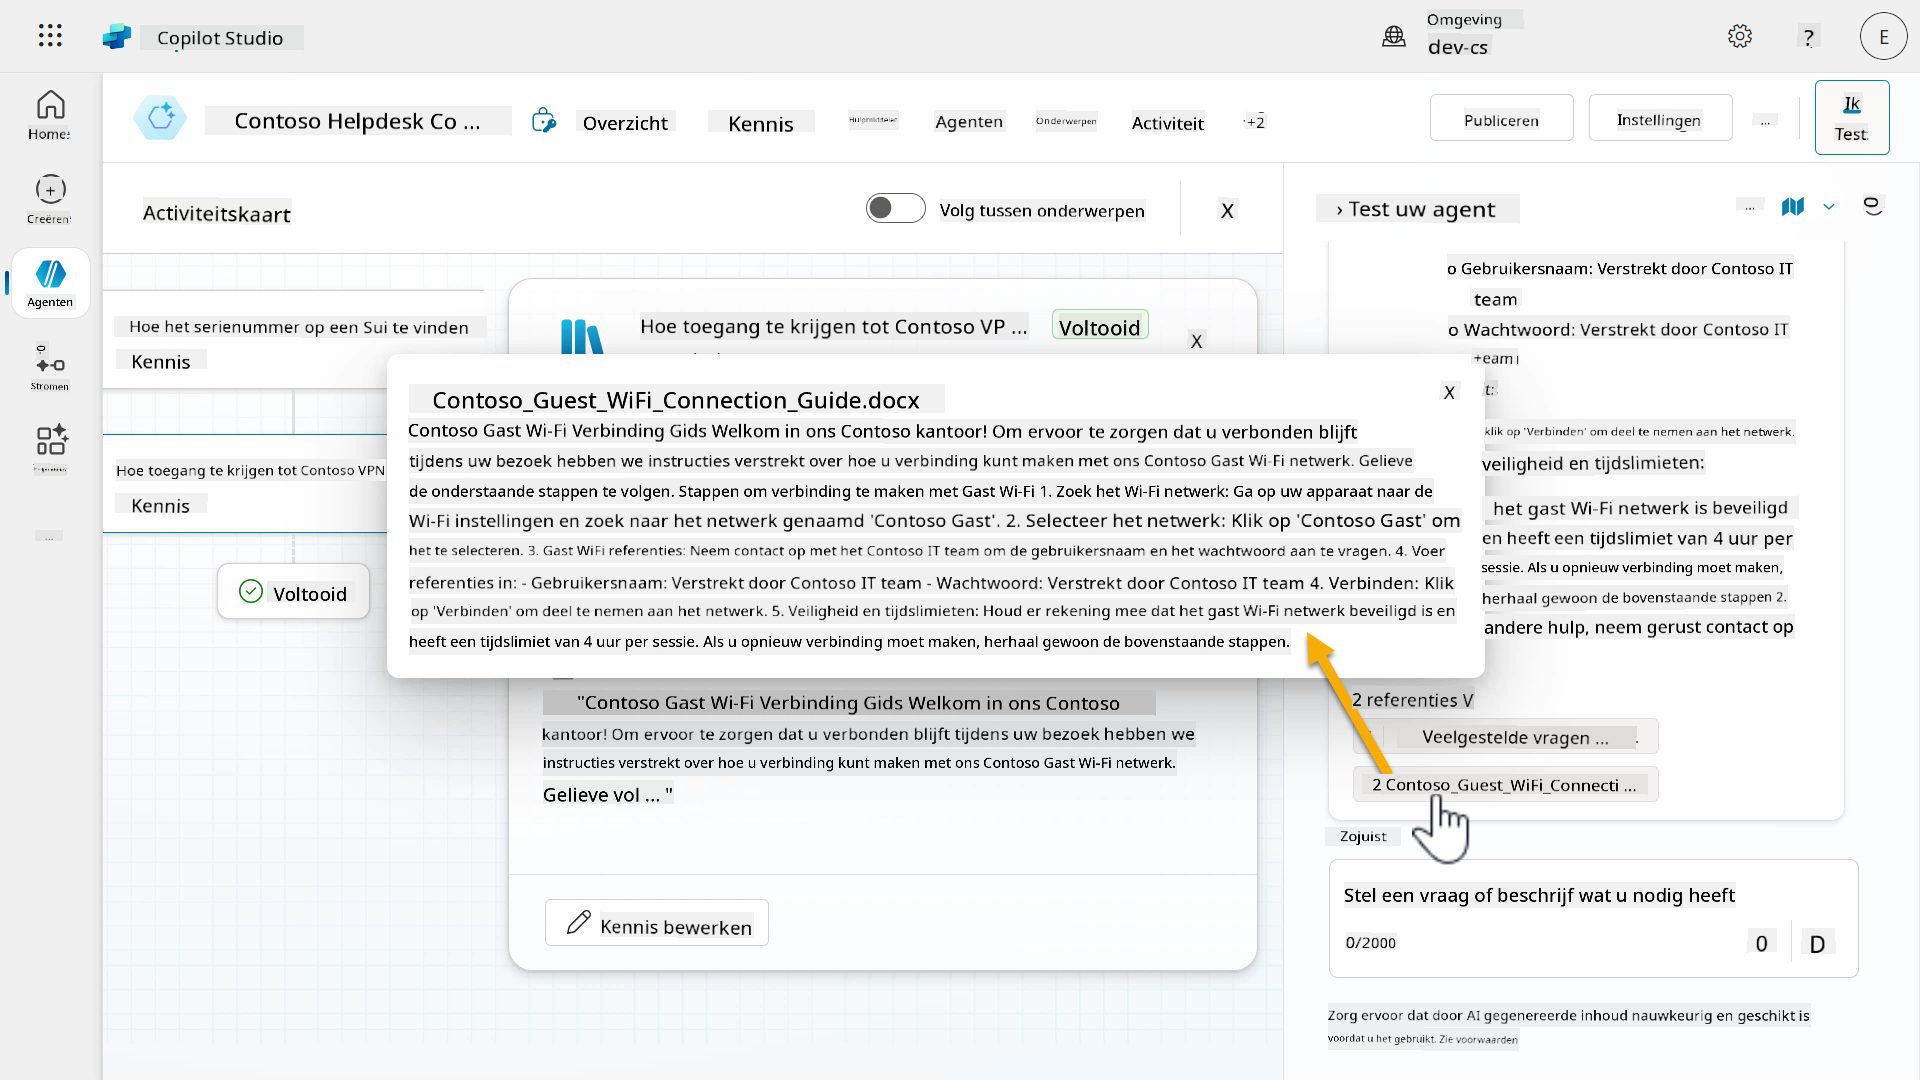 Copilot Studio
Omgeving
dev-cs
?
E
Home
Creëren
Agenten
Stromen
...
Contoso Helpdesk Co ...
Overzicht
Kennis
Hulpmiddelen
Agenten
Onderwerpen
Activiteit
+2
Publiceren
Instellingen
...
Ik
Test
Activiteitskaart
Volg tussen onderwerpen
X
Hoe het serienummer op een Sui te vinden
Kennis
Hoe toegang te krijgen tot Contoso VPN
Kennis
Voltooid
Hoe toegang te krijgen tot Contoso VP ...
Voltooid
X
Contoso_Guest_WiFi_Connection_Guide.docx
X
Contoso Gast Wi-Fi Verbinding Gids Welkom in ons Contoso kantoor! Om ervoor te zorgen dat u verbonden blijft
tijdens uw bezoek hebben we instructies verstrekt over hoe u verbinding kunt maken met ons Contoso Gast Wi-Fi netwerk. Gelieve
de onderstaande stappen te volgen. Stappen om verbinding te maken met Gast Wi-Fi 1. Zoek het Wi-Fi netwerk: Ga op uw apparaat naar de
Wi-Fi instellingen en zoek naar het netwerk genaamd 'Contoso Gast'. 2. Selecteer het netwerk: Klik op 'Contoso Gast' om
het te selecteren. 3. Gast WiFi referenties: Neem contact op met het Contoso IT team om de gebruikersnaam en het wachtwoord aan te vragen. 4. Voer
referenties in: - Gebruikersnaam: Verstrekt door Contoso IT team - Wachtwoord: Verstrekt door Contoso IT team 4. Verbinden: Klik
op 'Verbinden' om deel te nemen aan het netwerk. 5. Veiligheid en tijdslimieten: Houd er rekening mee dat het gast Wi-Fi netwerk beveiligd is en
heeft een tijdslimiet van 4 uur per sessie. Als u opnieuw verbinding moet maken, herhaal gewoon de bovenstaande stappen.
"Contoso Gast Wi-Fi Verbinding Gids Welkom in ons Contoso
kantoor! Om ervoor te zorgen dat u verbonden blijft tijdens uw bezoek hebben we
instructies verstrekt over hoe u verbinding kunt maken met ons Contoso Gast Wi-Fi netwerk.
Gelieve vol ... "
Kennis bewerken
› Test uw agent
...
o Gebruikersnaam: Verstrekt door Contoso IT
team
o Wachtwoord: Verstrekt door Contoso IT
team
klik op 'Verbinden' om deel te nemen aan het netwerk.
veiligheid en tijdslimieten:
het gast Wi-Fi netwerk is beveiligd
en heeft een tijdslimiet van 4 uur per
sessie. Als u opnieuw verbinding moet maken,
herhaal gewoon de bovenstaande stappen 2.
andere hulp, neem gerust contact op
2 referenties V
Veelgestelde vragen ...
2 Contoso_Guest_WiFi_Connecti ...
Zojuist
Stel een vraag of beschrijf wat u nodig heeft
0/2000
0
D
Zorg ervoor dat door AI gegenereerde inhoud nauwkeurig en geschikt is
voordat u het gebruikt. Zie voorwaarden